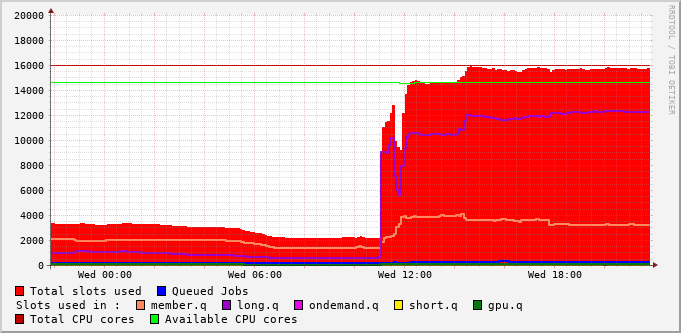 20000
18000
16000
14000
12000
10000
8000
6000
4000
2000
0
Wed 00:00 Wed 06:00 Wed 12:00 Wed 18:00
RRDTOOL / TOBI OETIKER
Total slots used Queued Jobs
Slots used in : member.q long.q ondemand.q short.q gpu.q
Total CPU cores Available CPU cores